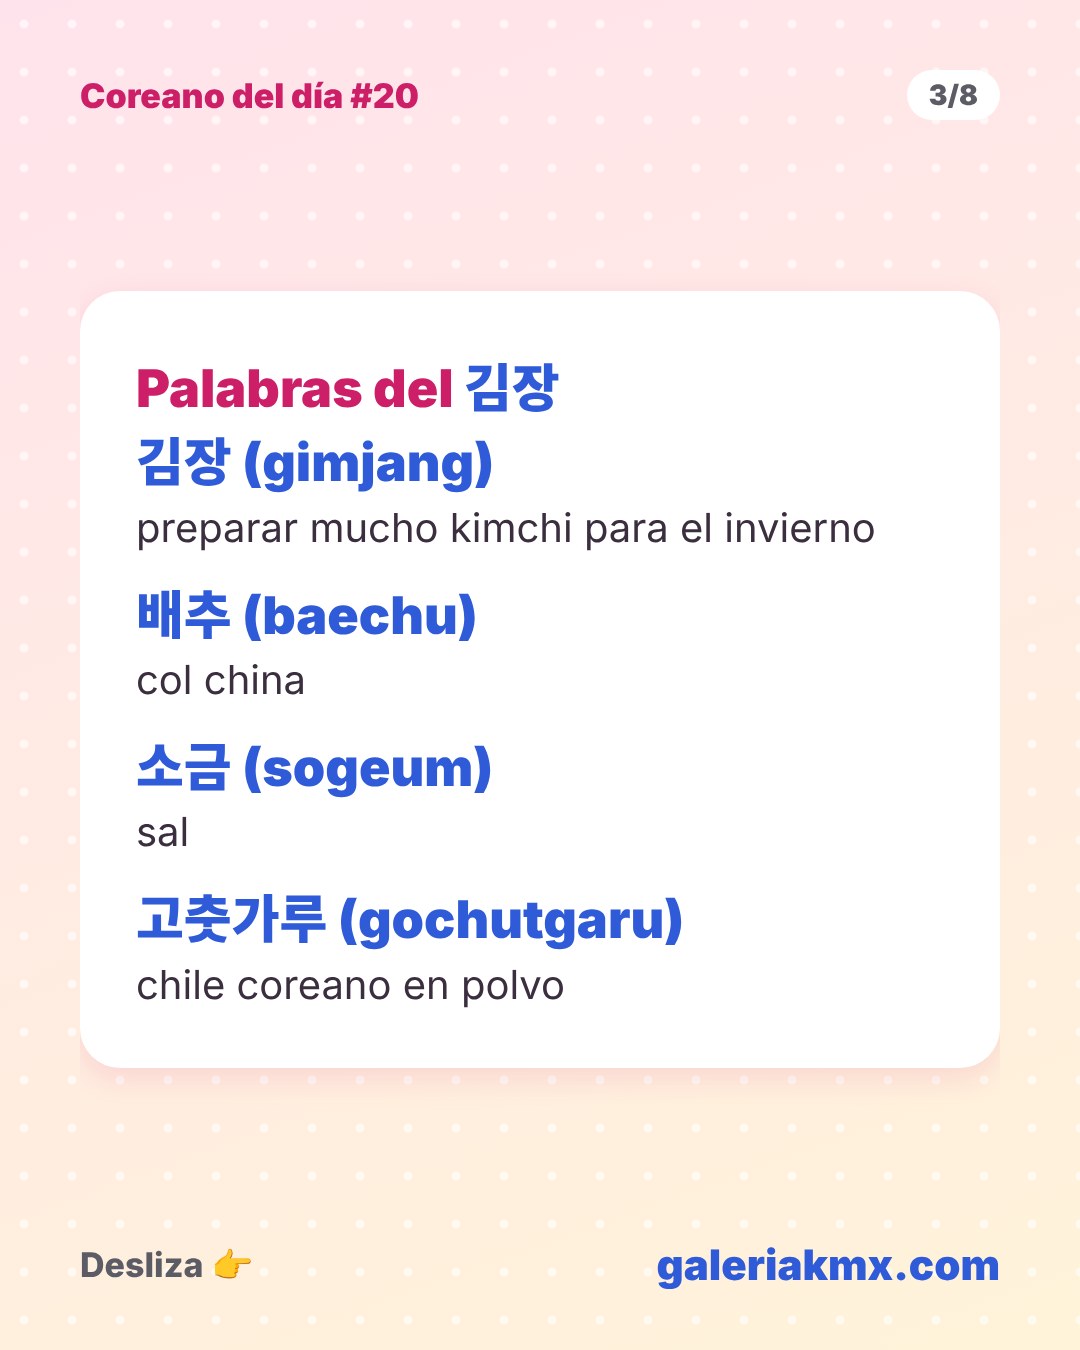 Coreano del día #20
3/8
Palabras del 김장
김장 (gimjang)
preparar mucho kimchi para el invierno
배추 (baechu)
col china
소금 (sogeum)
sal
고춧가루 (gochutgaru)
chile coreano en polvo
Desliza 👉
galeriakmx.com